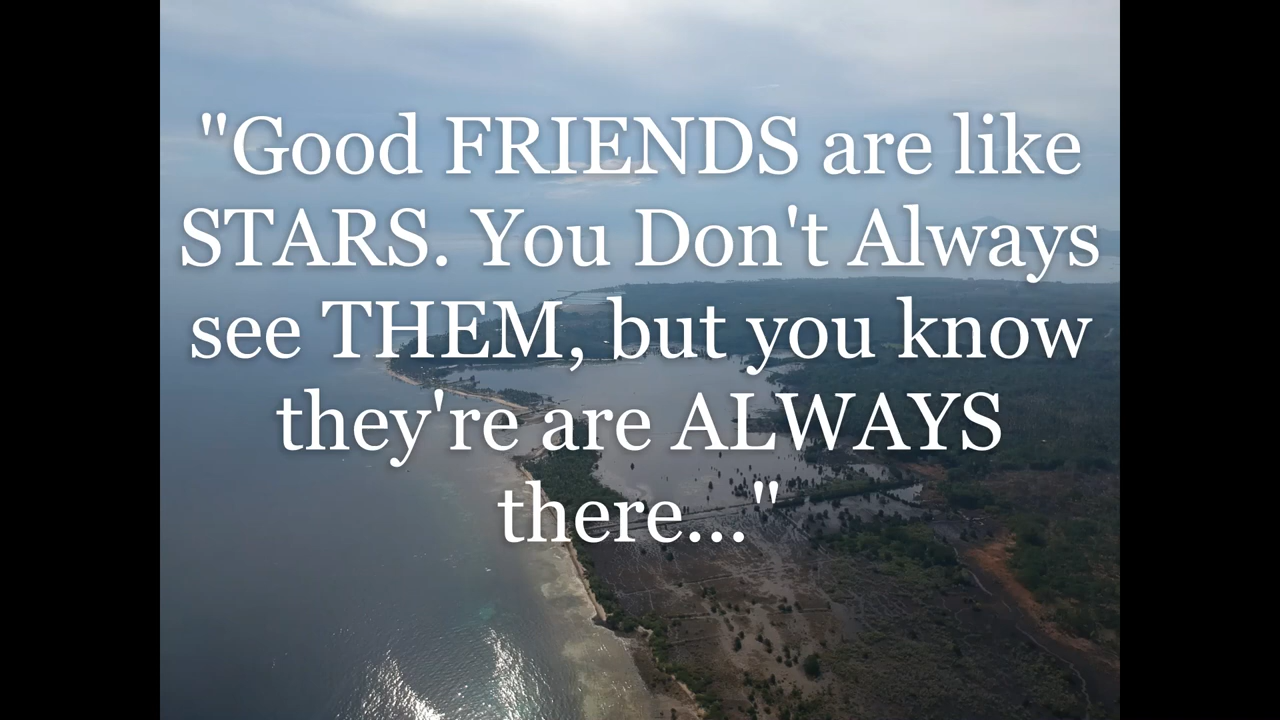 "Good FRIENDS are like
STARS. You Don't Always
see THEM, but you know
they're are ALWAYS
there..."